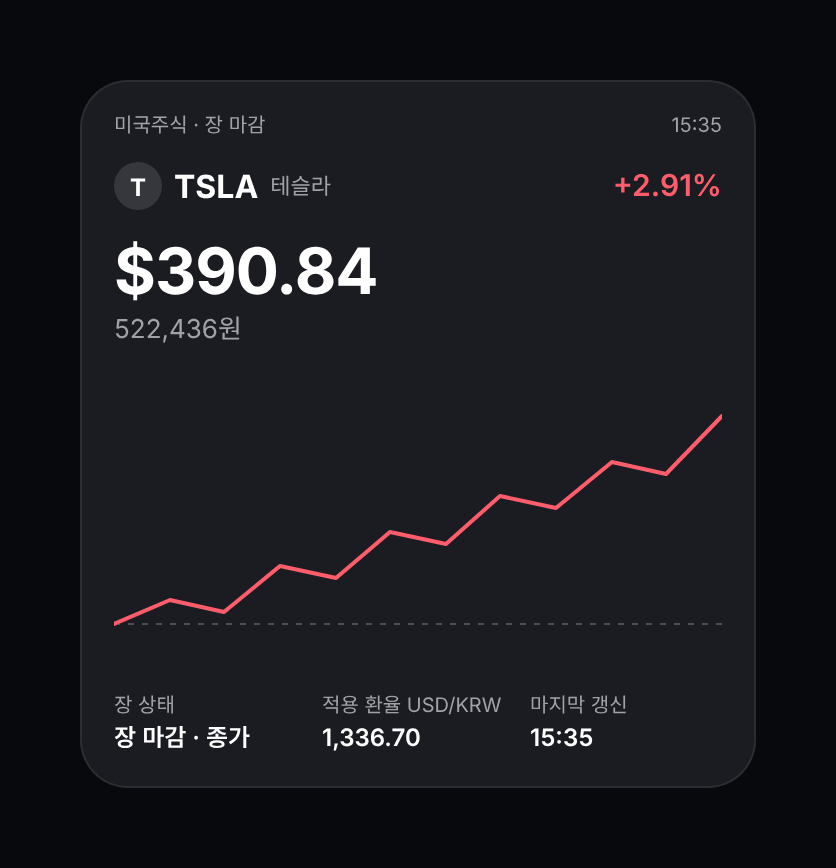 미국주식 · 장 마감 15:35
T TSLA 테슬라 +2.91%
$390.84
522,436원
장 상태 적용 환율 USD/KRW 마지막 갱신
장 마감 · 종가 1,336.70 15:35